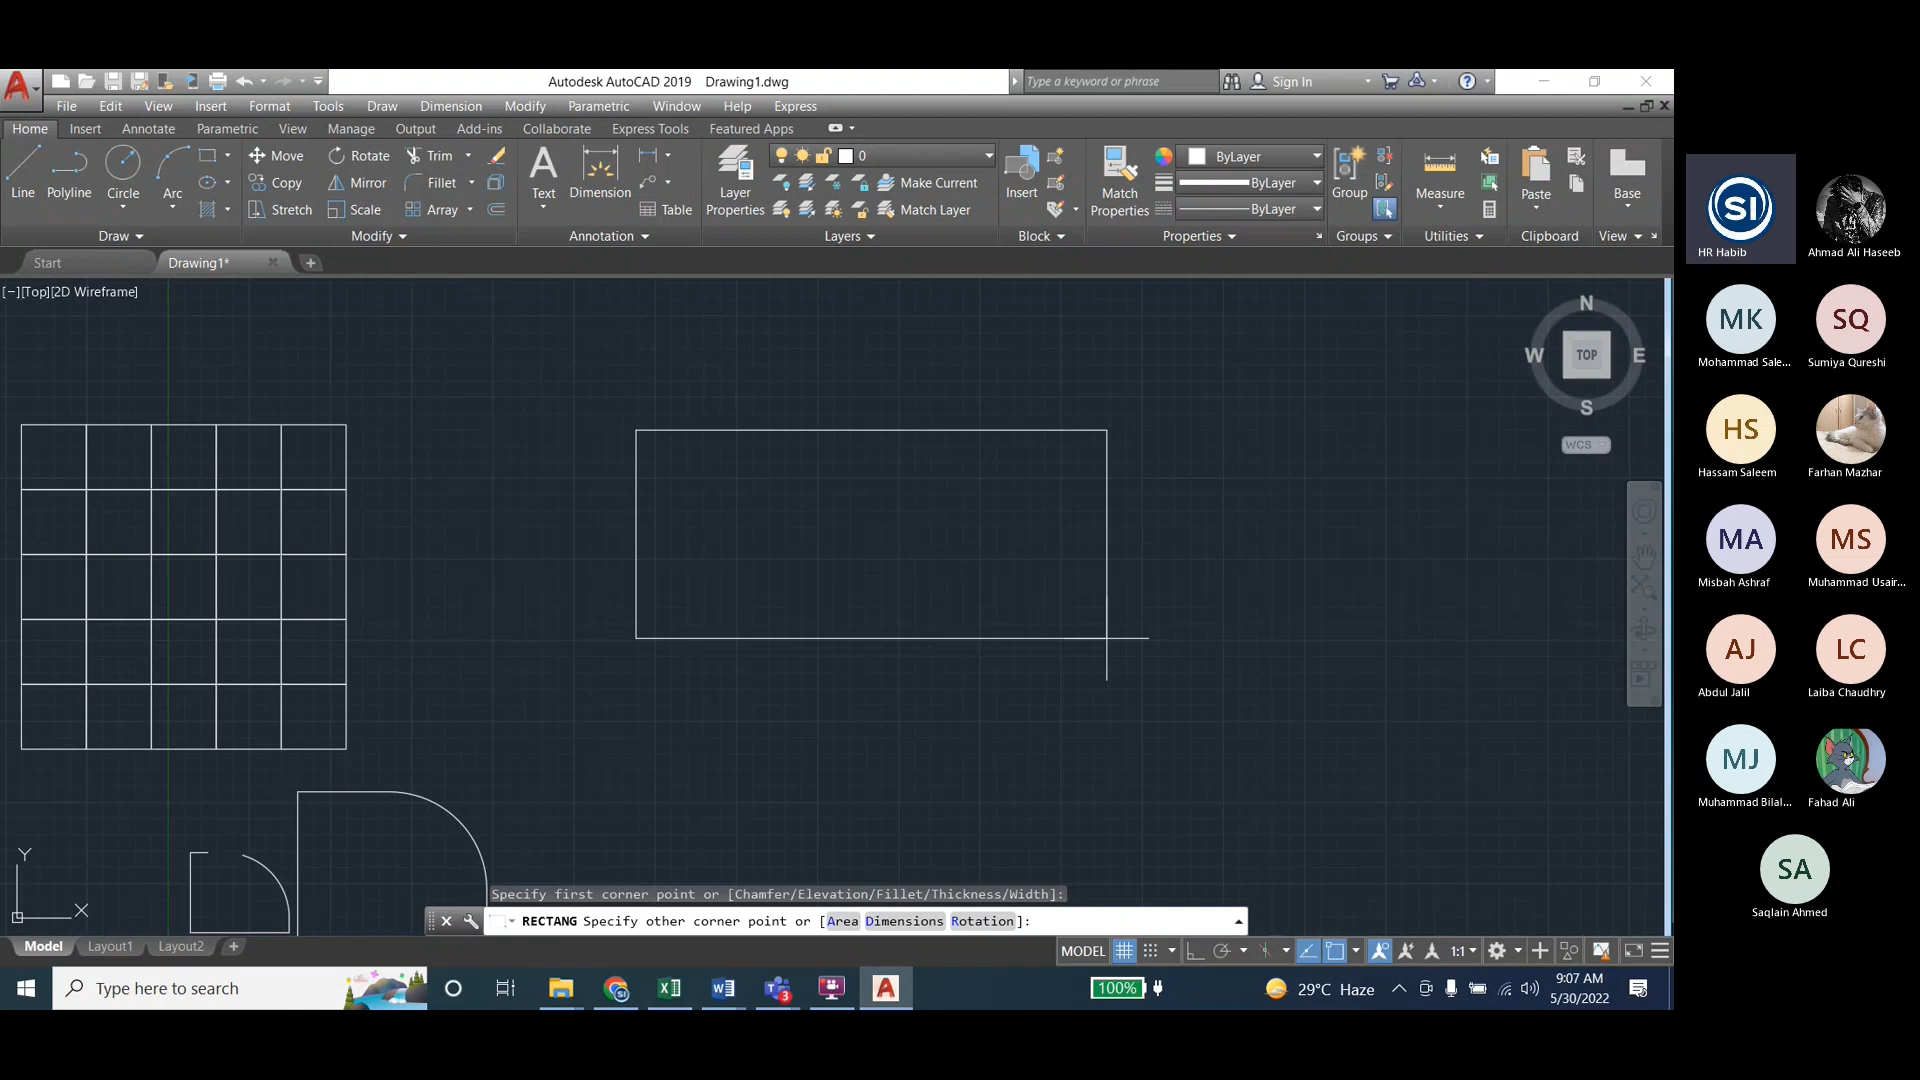 Autodesk AutoCAD 2019 Drawing1.dwg
Type a keyword or phrase
Sign In
File Edit View Insert Format Tools Draw Dimension Modify Parametric Window Help Express
Home Insert Annotate Parametric View Manage Output Add-ins Collaborate Express Tools Featured Apps
Line Polyline Circle Arc
Move Rotate Trim
Copy Mirror Fillet
Stretch Scale Array
Text Dimension Table
Layer Properties
0
Make Current
Match Layer
Insert
Match Properties
ByLayer
ByLayer
ByLayer
Group
Measure
Paste
Base
Draw Modify Annotation Layers Block Properties Groups Utilities Clipboard View
Start Drawing1*
[−][Top][2D Wireframe]
N
W TOP E
S
WCS
Y
X
Specify first corner point or [Chamfer/Elevation/Fillet/Thickness/Width]:
RECTANG Specify other corner point or [Area Dimensions Rotation]:
Model Layout1 Layout2
MODEL 1:1
Type here to search
3
100%
29°C Haze
9:07 AM
5/30/2022
SI
HR Habib
Ahmad Ali Haseeb
MK SQ
Mohammad Sale... Sumiya Qureshi
HS
Hassam Saleem Farhan Mazhar
MA MS
Misbah Ashraf Muhammad Usair...
AJ LC
Abdul Jalil Laiba Chaudhry
MJ
Muhammad Bilal... Fahad Ali
SA
Saqlain Ahmed